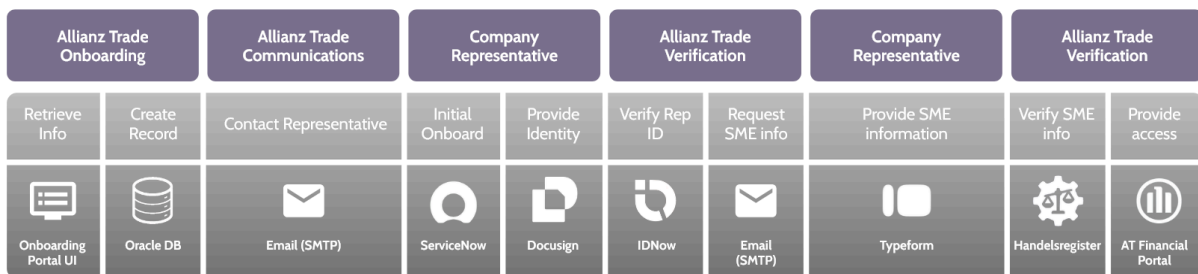 Allianz Trade
Onboarding
Allianz Trade
Communications
Company
Representative
Allianz Trade
Verification
Company
Representative
Allianz Trade
Verification
Retrieve
Info
Create
Record
Contact Representative
Initial
Onboard
Provide
Identity
Verify Rep
ID
Request
SME info
Provide SME
information
Verify SME
info
Provide
access
Onboarding
Portal UI
Oracle DB
Email (SMTP)
ServiceNow
Docusign
IDNow
Email
(SMTP)
Typeform
Handelsregister
AT Financial
Portal